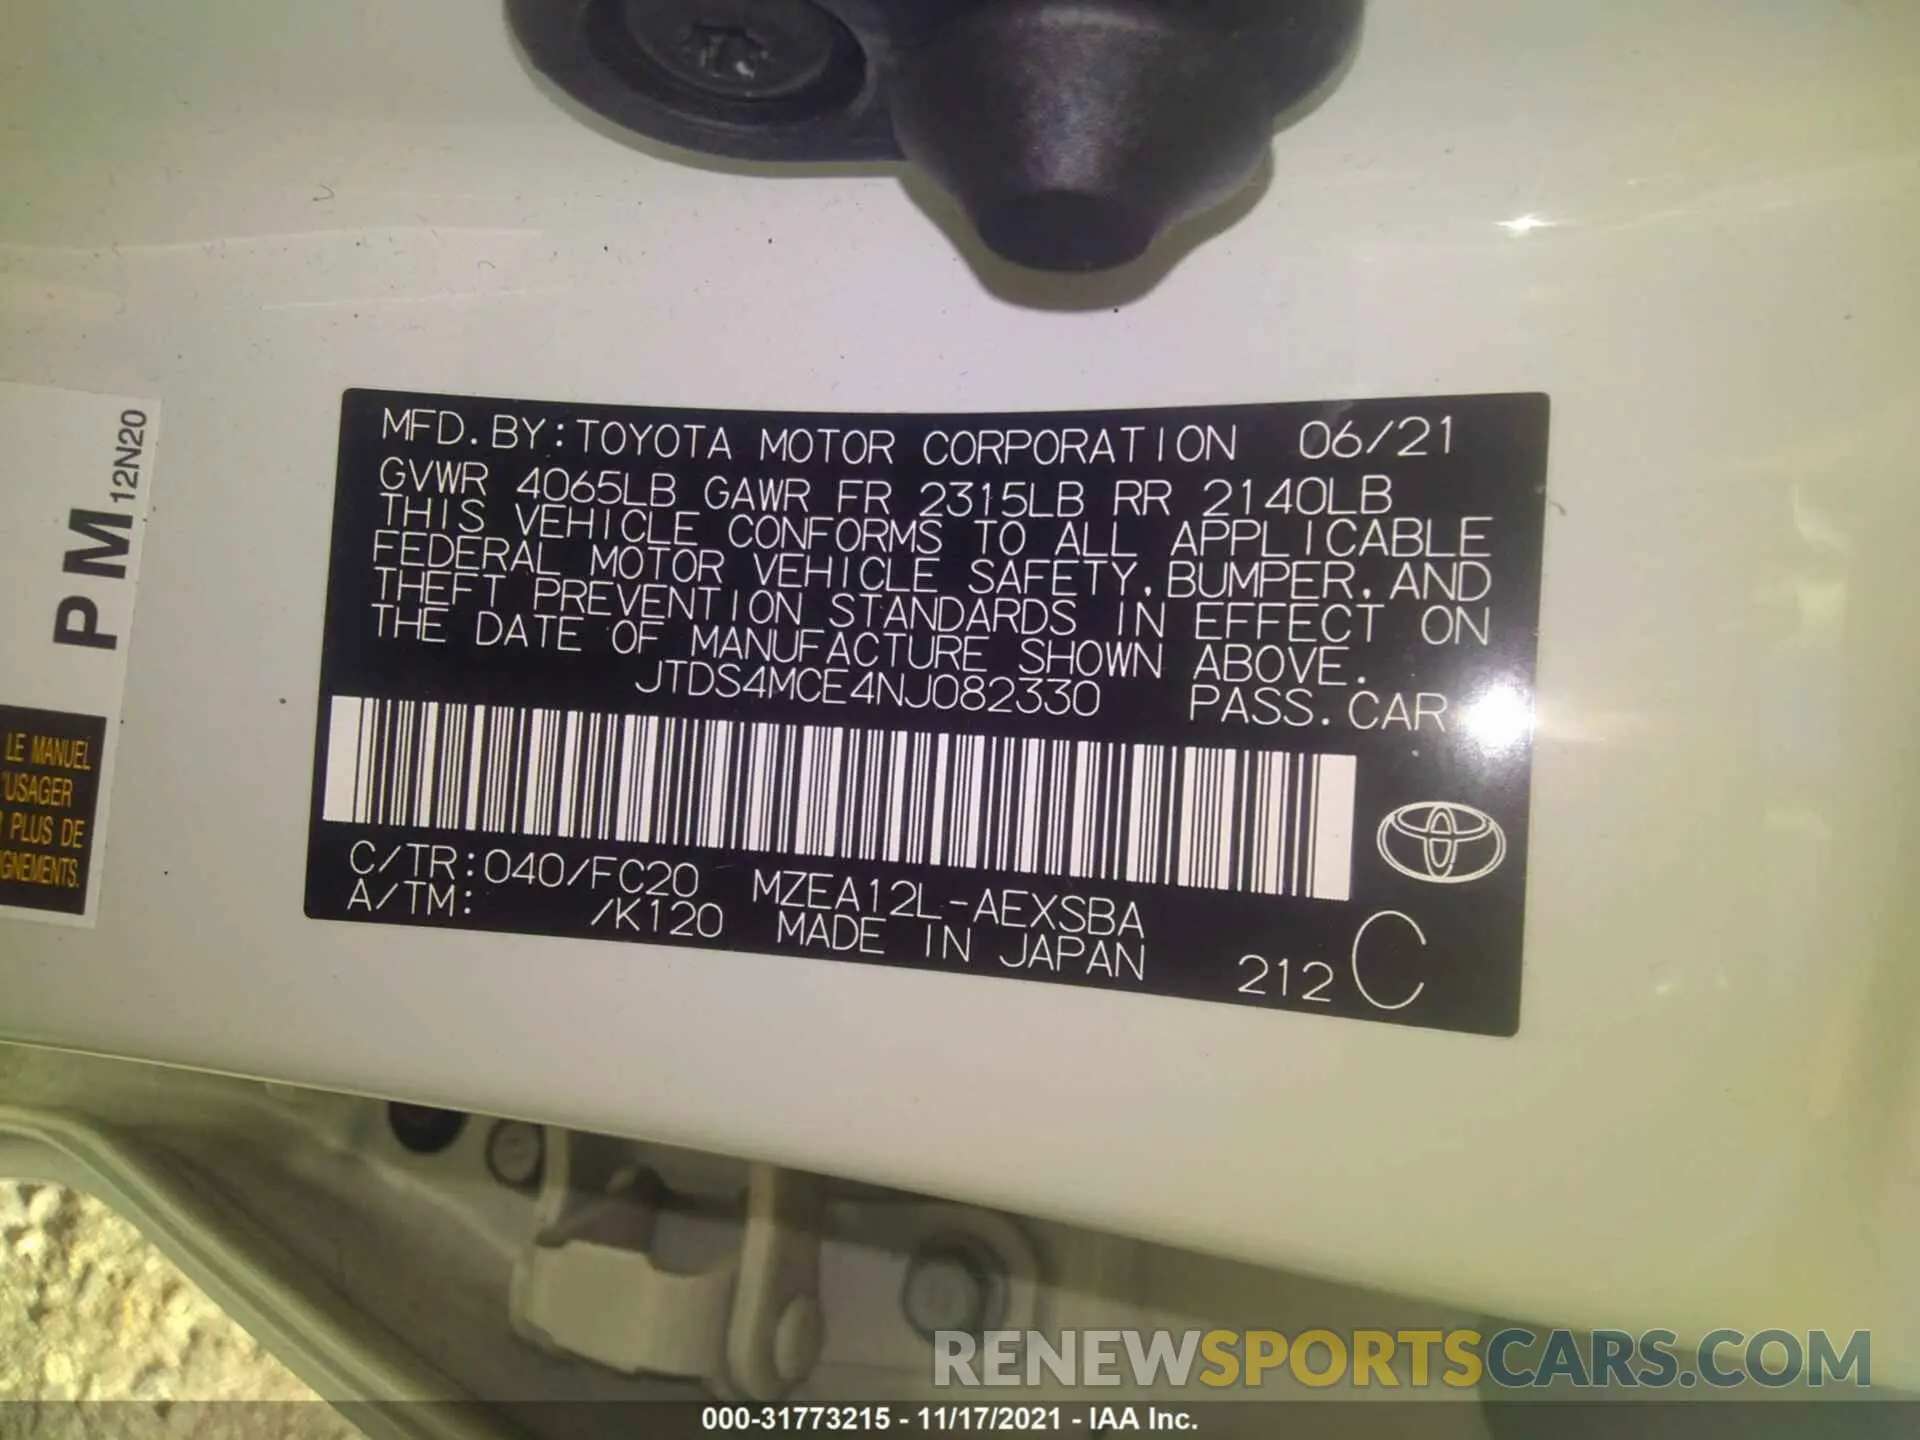 MFD. BY: TOYOTA MOTOR CORPORATION 06/21
GVWR 4065LB GAWR FR 2315LB RR 2140LB
THIS VEHICLE CONFORMS TO ALL APPLICABLE
FEDERAL MOTOR VEHICLE SAFETY, BUMPER, AND
THEFT PREVENTION STANDARDS IN EFFECT ON
THE DATE OF MANUFACTURE SHOWN ABOVE.
JTDS4MCE4NJ082330 PASS. CAR
C/TR: 040/FC20 MZEA12L-AEXSBA
A/TM: /K120 MADE IN JAPAN
212 C
PM 12N20
LE MANUEL
'USAGER
PLUS DE
IGNEMENTS.
RENEWSPORTSCARS.COM
000-31773215 - 11/17/2021 - IAA Inc.